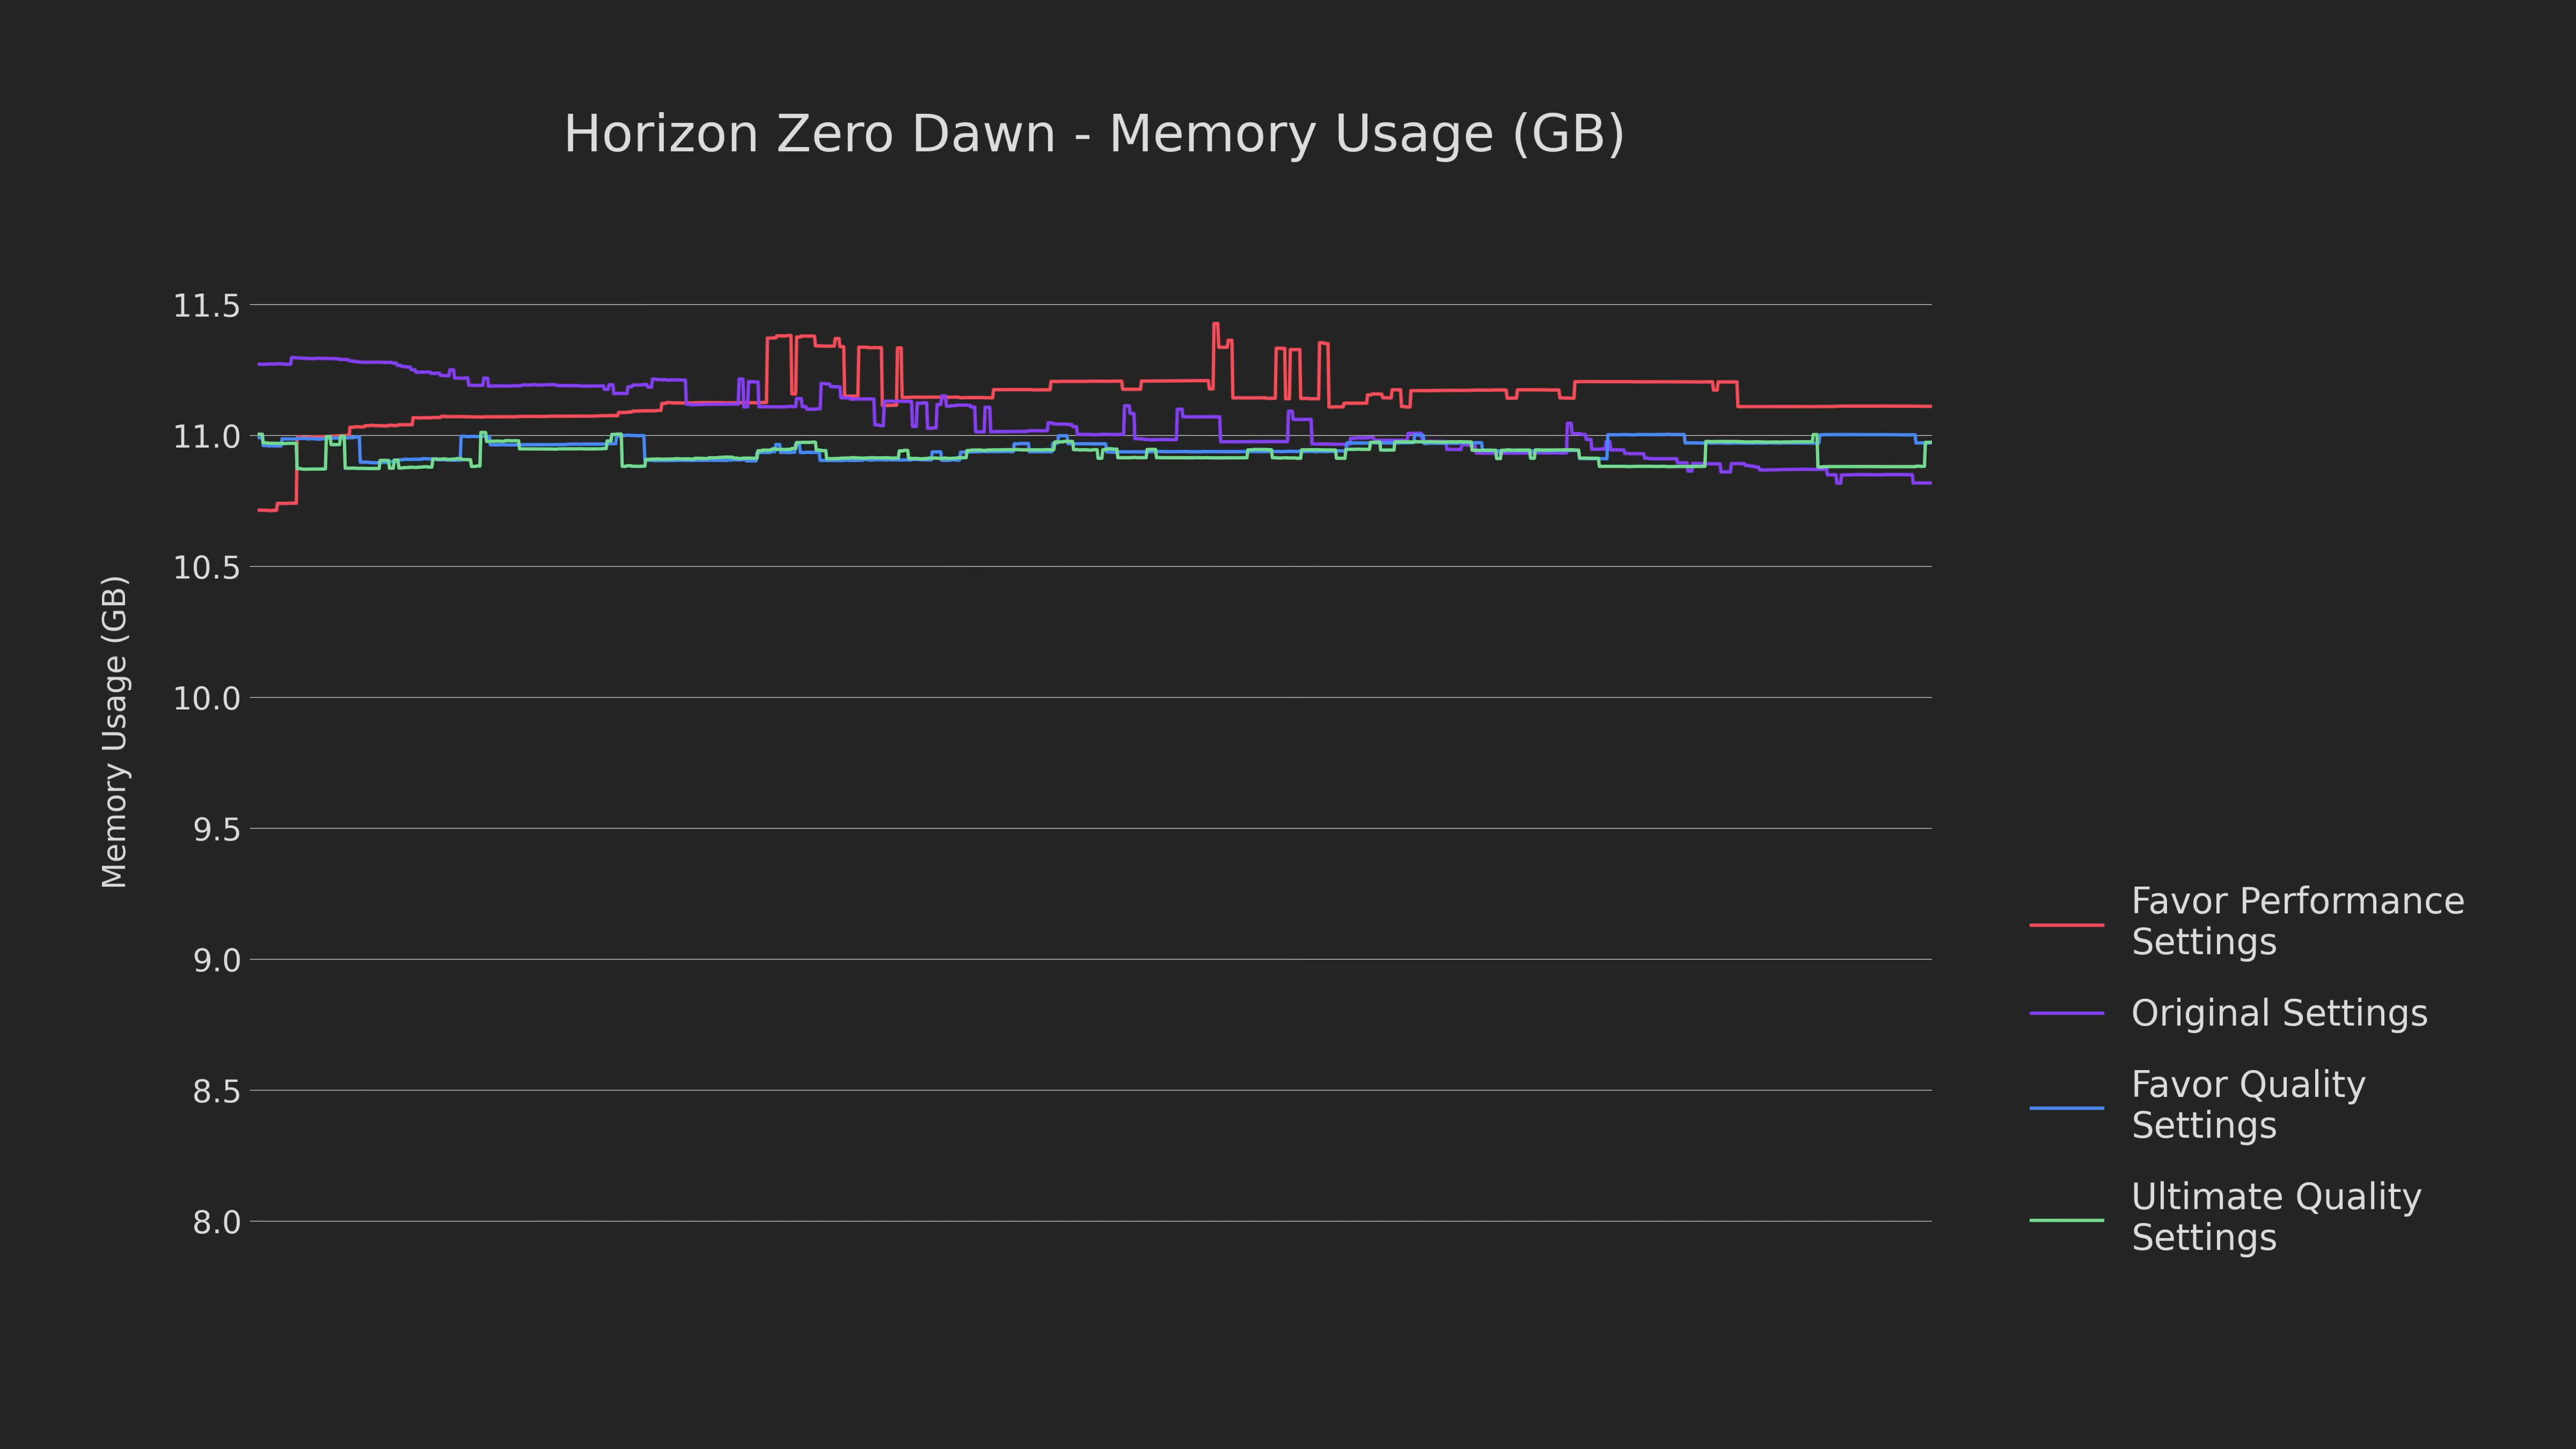 Horizon Zero Dawn - Memory Usage (GB)
Memory Usage (GB)
11.5
11.0
10.5
10.0
9.5
9.0
8.5
8.0
Favor Performance
Settings
Original Settings
Favor Quality
Settings
Ultimate Quality
Settings